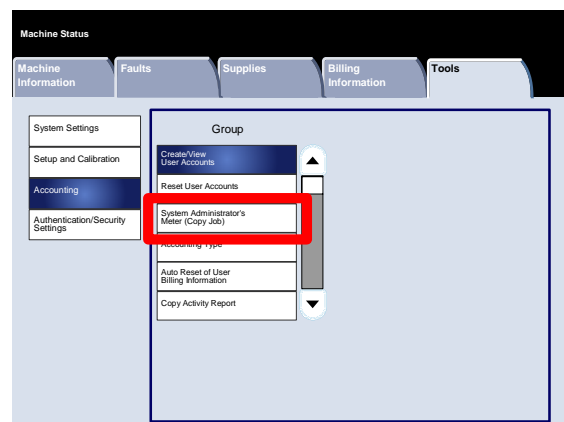 Machine Status
Machine
Information
Faults
Supplies
Billing
Information
Tools
System Settings
Setup and Calibration
Accounting
Authentication/Security
Settings
Group
Create/View
User Accounts
Reset User Accounts
System Administrator's
Meter (Copy Job)
Accounting Type
Auto Reset of User
Billing Information
Copy Activity Report